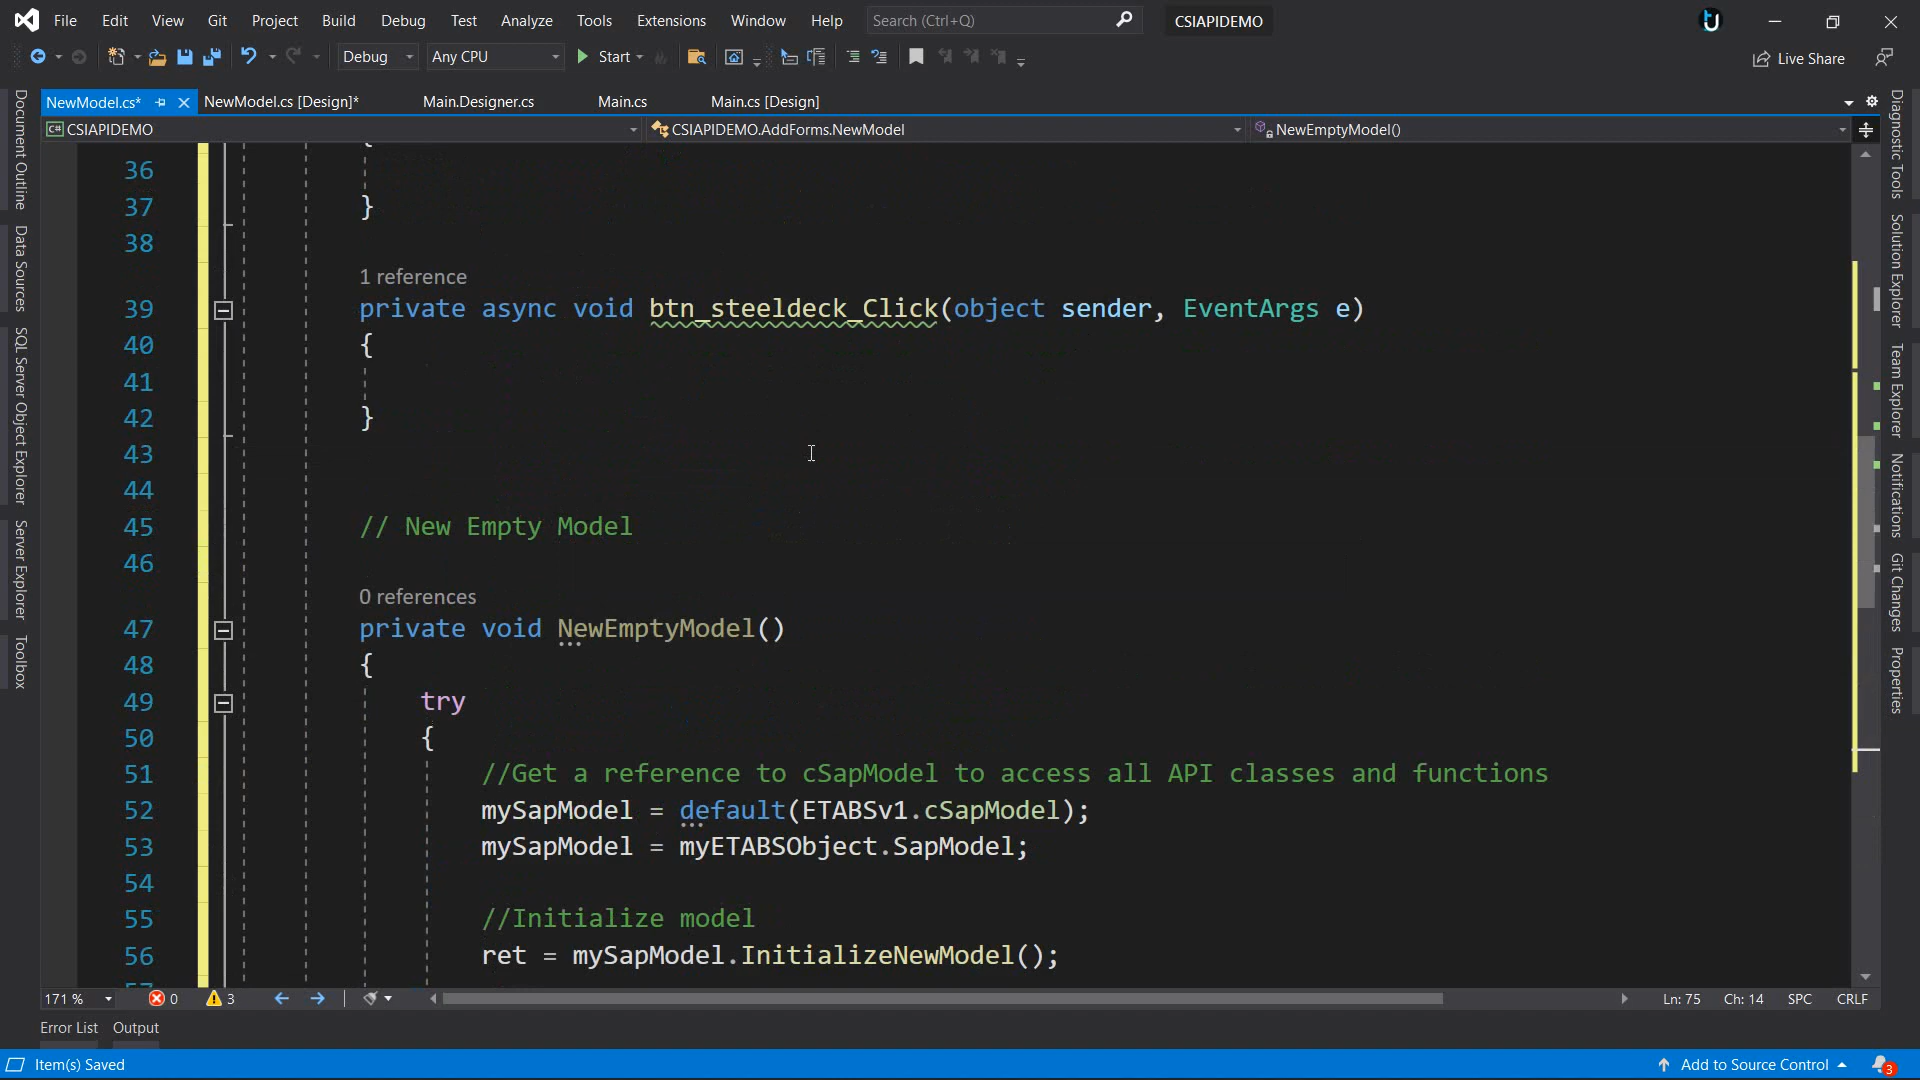 File Edit View Git Project Build Debug Test Analyze Tools Extensions Window Help Search (Ctrl+Q) CSIAPIDEMO
Debug Any CPU Start Live Share
NewModel.cs* NewModel.cs [Design]* Main.Designer.cs Main.cs Main.cs [Design]
C# CSIAPIDEMO CSIAPIDEMO.AddForms.NewModel NewEmptyModel()
Document Outline
Data Sources
SQL Server Object Explorer
Server Explorer
Toolbox
36
37 }
38
1 reference
39 private async void btn_steeldeck_Click(object sender, EventArgs e)
40 {
41
42 }
43
44
45 // New Empty Model
46
0 references
47 private void NewEmptyModel()
48 {
49 try
50 {
51 //Get a reference to cSapModel to access all API classes and functions
52 mySapModel = default(ETABSv1.cSapModel);
53 mySapModel = myETABSObject.SapModel;
54
55 //Initialize model
56 ret = mySapModel.InitializeNewModel();
Diagnostic Tools
Solution Explorer
Team Explorer
Notifications
Git Changes
Properties
171 % 0 3 Ln: 75 Ch: 14 SPC CRLF
Error List Output
Item(s) Saved Add to Source Control 3